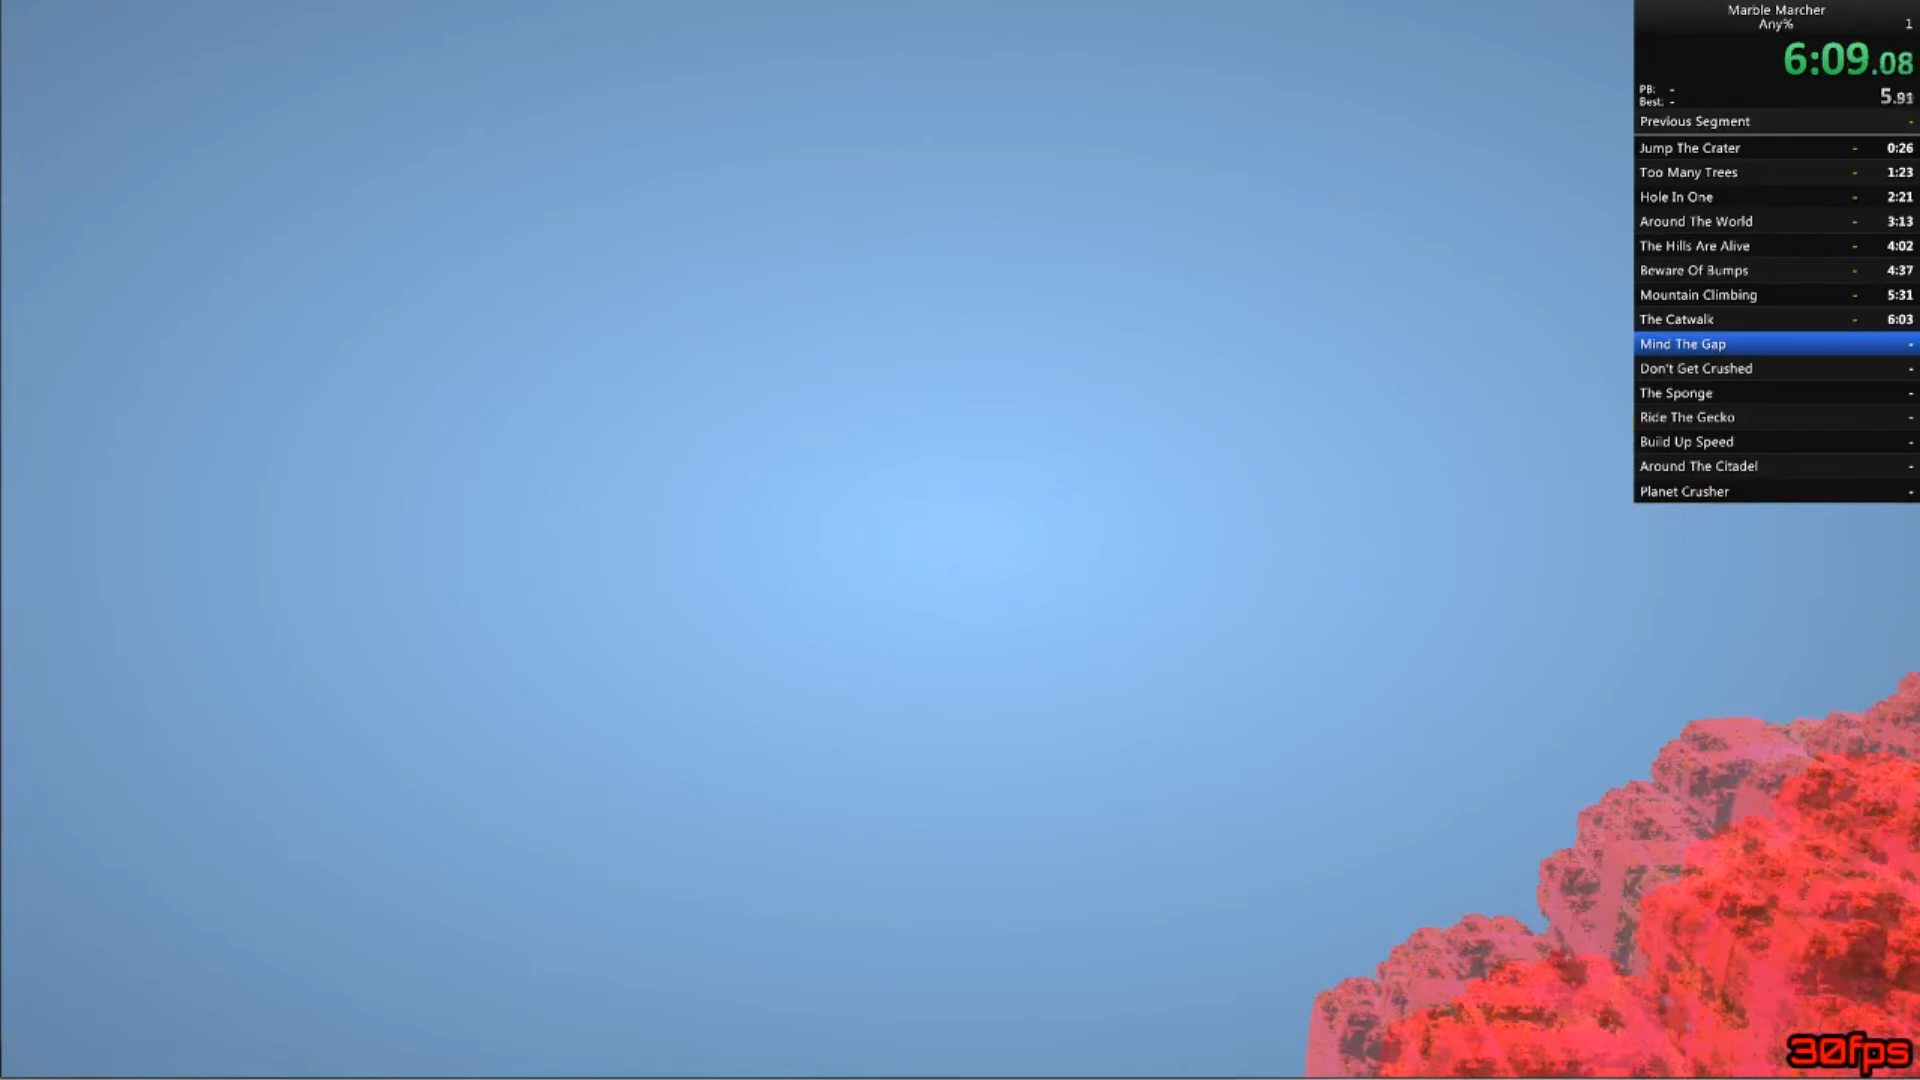 Marble Marcher
Any% 1
6:09.08
PB: -
Best: - 5.91
Previous Segment -
Jump The Crater - 0:26
Too Many Trees - 1:23
Hole In One - 2:21
Around The World - 3:13
The Hills Are Alive - 4:02
Beware Of Bumps - 4:37
Mountain Climbing - 5:31
The Catwalk - 6:03
Mind The Gap -
Don't Get Crushed -
The Sponge -
Ride The Gecko -
Build Up Speed -
Around The Citadel -
Planet Crusher -
30fps